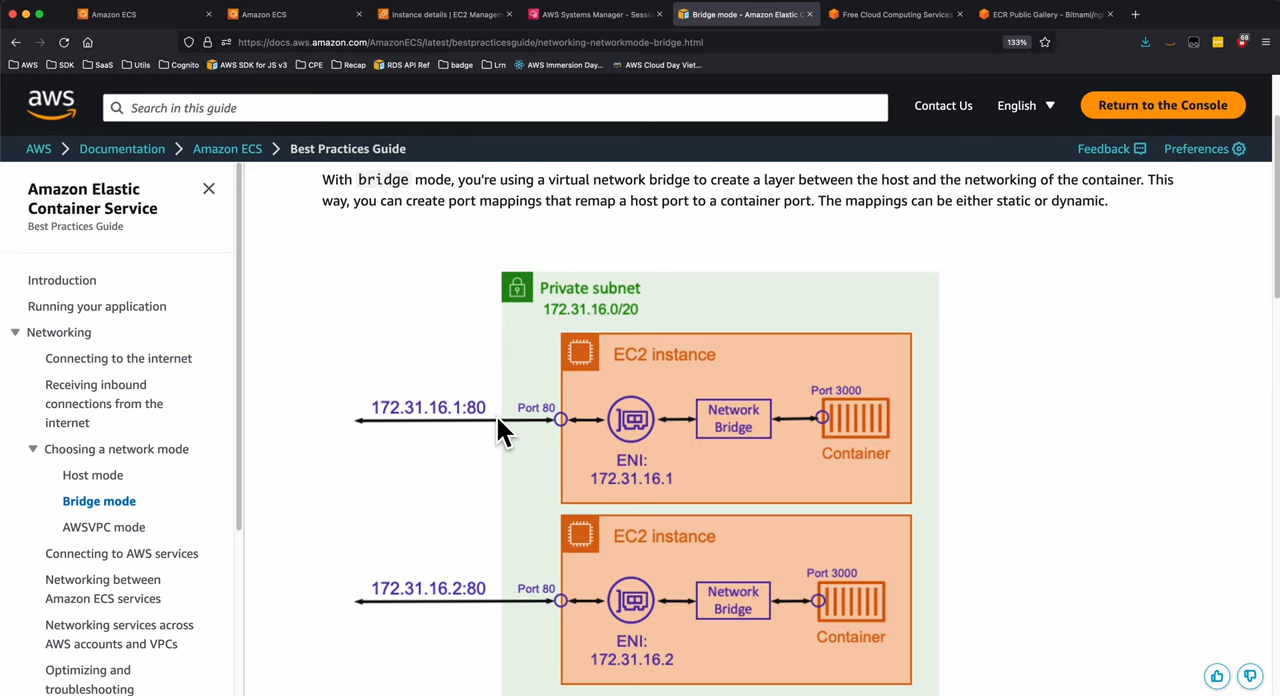 Amazon ECS
Amazon ECS
Instance details | EC2 Managem
AWS Systems Manager - Sessi
Bridge mode - Amazon Elastic C
Free Cloud Computing Services
ECR Public Gallery - Bitnami/ng
https://docs.aws.amazon.com/AmazonECS/latest/bestpracticesguide/networking-networkmode-bridge.html
133%
68
AWS
SDK
SaaS
Utils
Cognito
AWS SDK for JS v3
CPE
Recap
RDS API Ref
badge
Lrn
AWS Immersion Day...
AWS Cloud Day Viet...
aws
Search in this guide
Contact Us
English
Return to the Console
AWS
Documentation
Amazon ECS
Best Practices Guide
Feedback
Preferences
Amazon Elastic
Container Service
Best Practices Guide
Introduction
Running your application
Networking
Connecting to the internet
Receiving inbound
connections from the
internet
Choosing a network mode
Host mode
Bridge mode
AWSVPC mode
Connecting to AWS services
Networking between
Amazon ECS services
Networking services across
AWS accounts and VPCs
Optimizing and
troubleshooting
With bridge mode, you're using a virtual network bridge to create a layer between the host and the networking of the container. This
way, you can create port mappings that remap a host port to a container port. The mappings can be either static or dynamic.
Private subnet
172.31.16.0/20
EC2 instance
172.31.16.1:80
Port 80
ENI:
172.31.16.1
Network
Bridge
Port 3000
Container
EC2 instance
172.31.16.2:80
Port 80
ENI:
172.31.16.2
Network
Bridge
Port 3000
Container